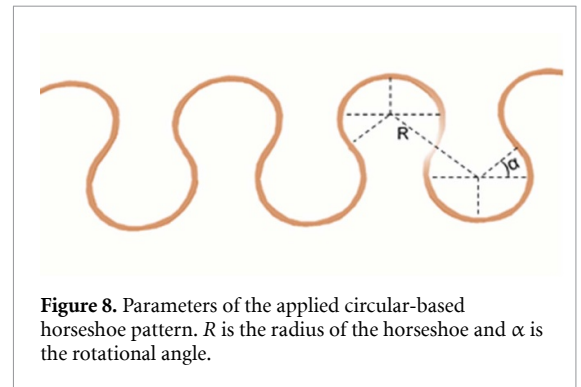 R
α
Figure 8. Parameters of the applied circular-based
horseshoe pattern. R is the radius of the horseshoe and α is
the rotational angle.